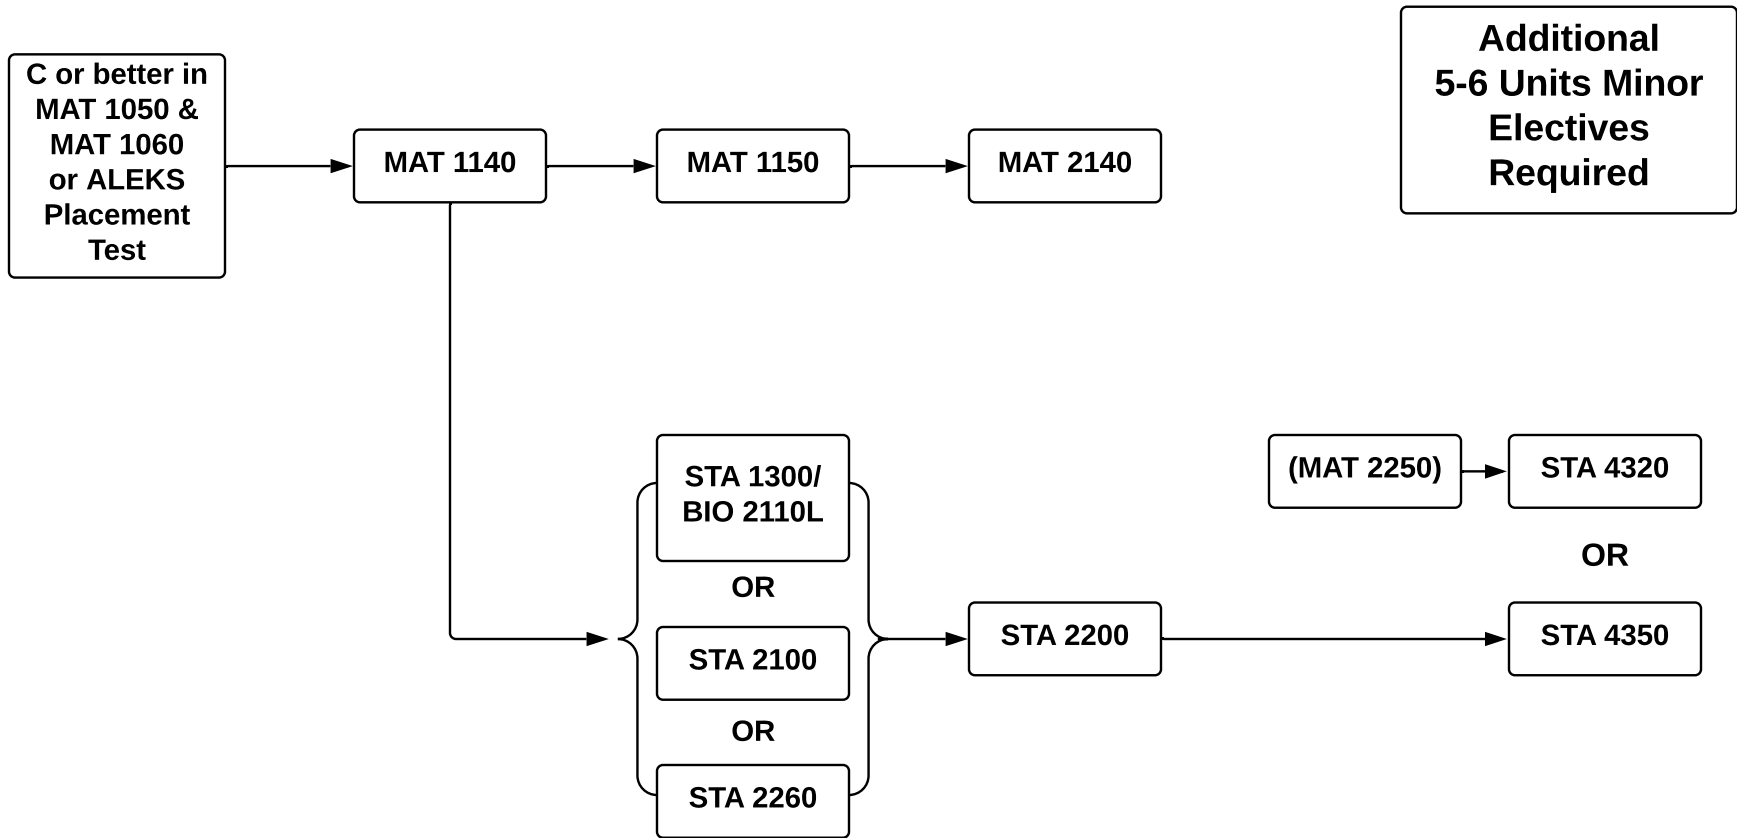 C or better in
MAT 1050 &
MAT 1060
or ALEKS
Placement
Test
MAT 1140
MAT 1150
MAT 2140
Additional
5-6 Units Minor
Electives
Required
STA 1300/
BIO 2110L
OR
STA 2100
OR
STA 2260
STA 2200
(MAT 2250)
STA 4320
OR
STA 4350